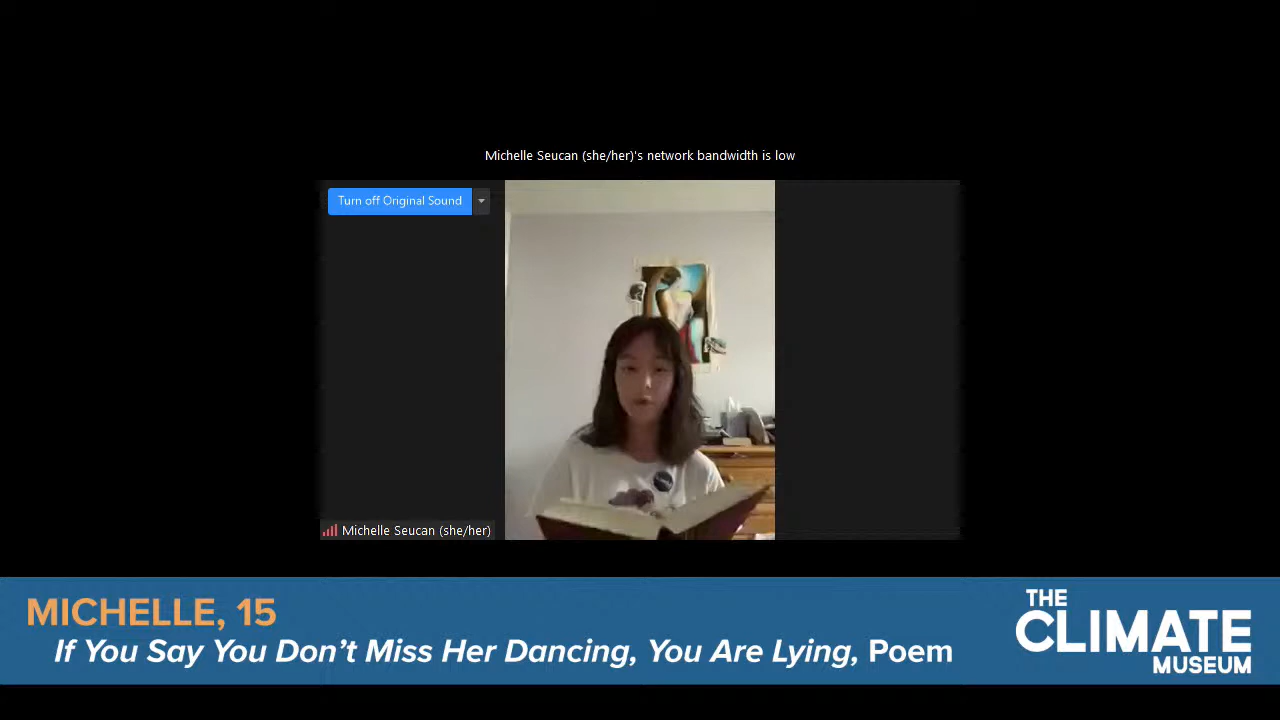 Michelle Seucan (she/her)'s network bandwidth is low
Turn off Original Sound
Michelle Seucan (she/her)
MICHELLE, 15
If You Say You Don't Miss Her Dancing, You Are Lying, Poem
THE
CLIMATE
MUSEUM